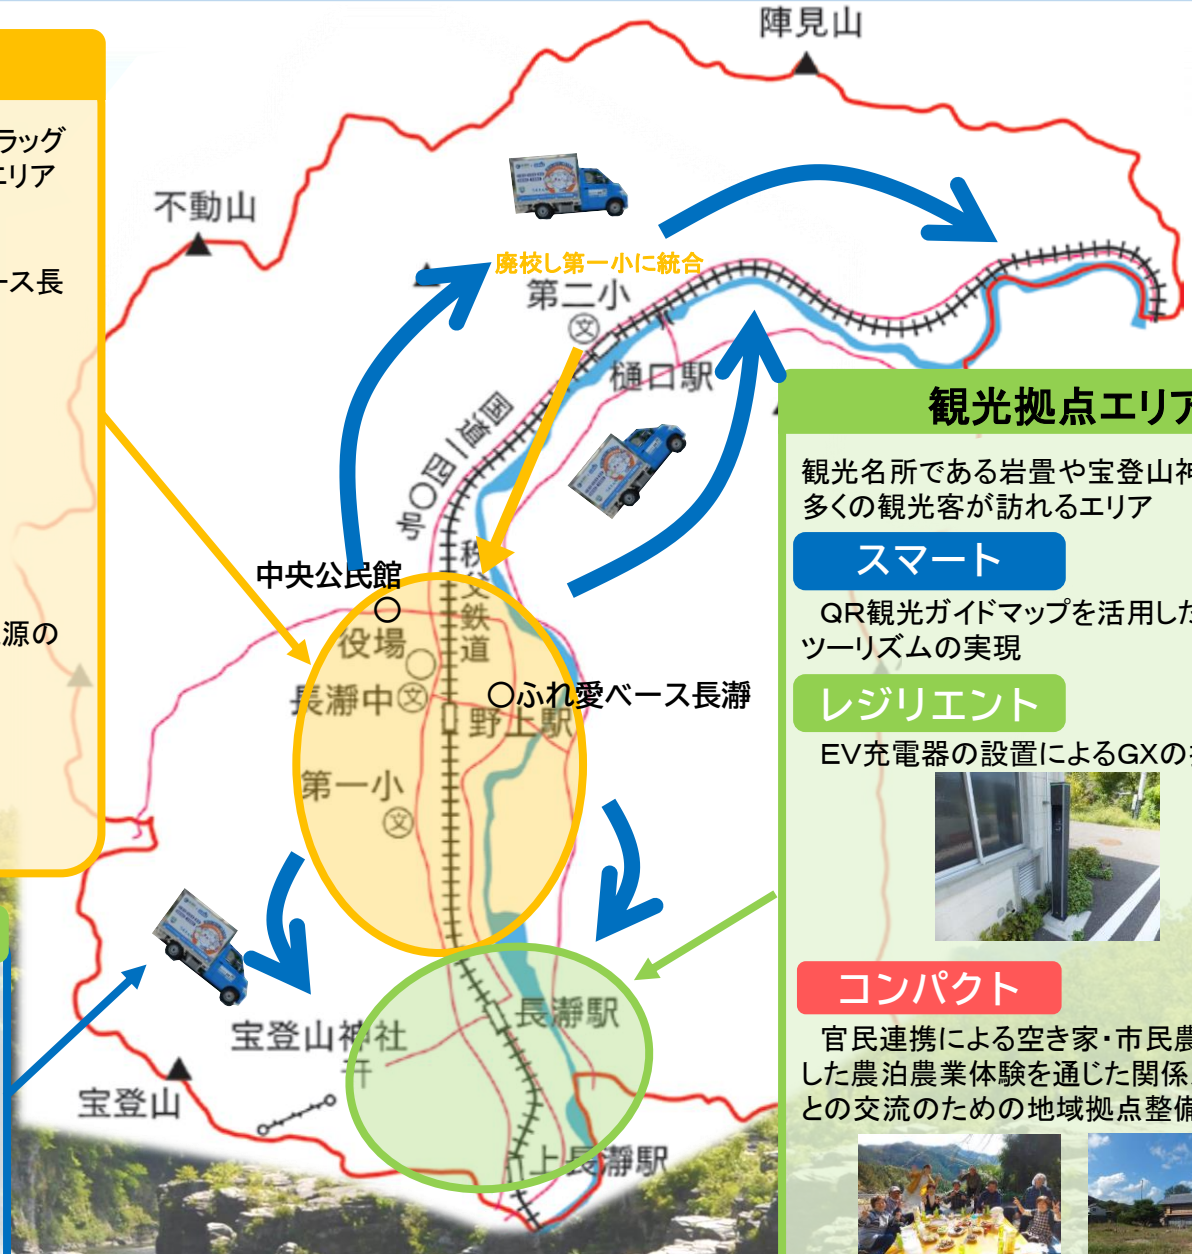 陣見山
ラッグ
エリア
不動山
ース長
廃校し第一小に統合
第二小
文
樋口駅
国道一四〇号
観光拠点エリア
観光名所である岩畳や宝登山神
多くの観光客が訪れるエリア
スマート
QR観光ガイドマップを活用した
ツーリズムの実現
秩父鉄道
中央公民館
役場
源の
長瀞中
文
ふれ愛ベース長瀞
野上駅
レジリエント
EV充電器の設置によるGXの
第一小
文
コンパクト
官民連携による空き家・市民農
した農泊農業体験を通じた関係
との交流のための地域拠点整備
長瀞駅
宝登山神社
宝登山
上長瀞駅